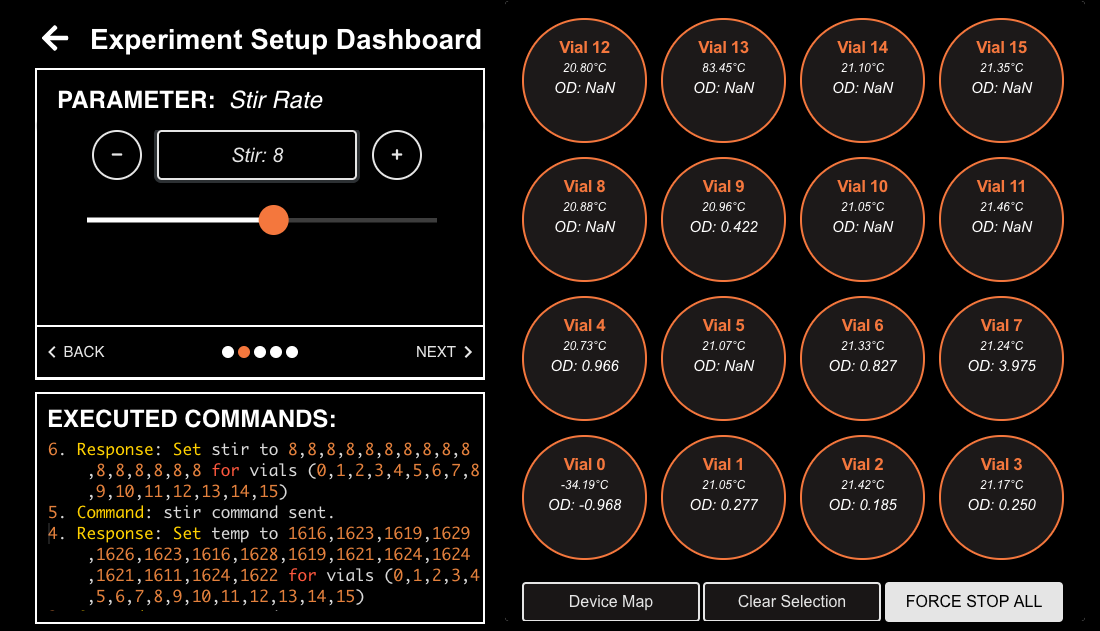 Experiment Setup Dashboard
PARAMETER: Stir Rate
−
Stir: 8
+
BACK
NEXT
EXECUTED COMMANDS:
6. Response: Set stir to 8,8,8,8,8,8,8,8,8,8
,8,8,8,8,8,8 for vials (0,1,2,3,4,5,6,7,8
,9,10,11,12,13,14,15)
5. Command: stir command sent.
4. Response: Set temp to 1616,1623,1619,1629
,1626,1623,1616,1628,1619,1621,1624,1624
,1621,1611,1624,1622 for vials (0,1,2,3,4
,5,6,7,8,9,10,11,12,13,14,15)
Vial 12
20.80°C
OD: NaN
Vial 13
83.45°C
OD: NaN
Vial 14
21.10°C
OD: NaN
Vial 15
21.35°C
OD: NaN
Vial 8
20.88°C
OD: NaN
Vial 9
20.96°C
OD: 0.422
Vial 10
21.05°C
OD: NaN
Vial 11
21.46°C
OD: NaN
Vial 4
20.73°C
OD: 0.966
Vial 5
21.07°C
OD: NaN
Vial 6
21.33°C
OD: 0.827
Vial 7
21.24°C
OD: 3.975
Vial 0
-34.19°C
OD: -0.968
Vial 1
21.05°C
OD: 0.277
Vial 2
21.42°C
OD: 0.185
Vial 3
21.17°C
OD: 0.250
Device Map
Clear Selection
FORCE STOP ALL